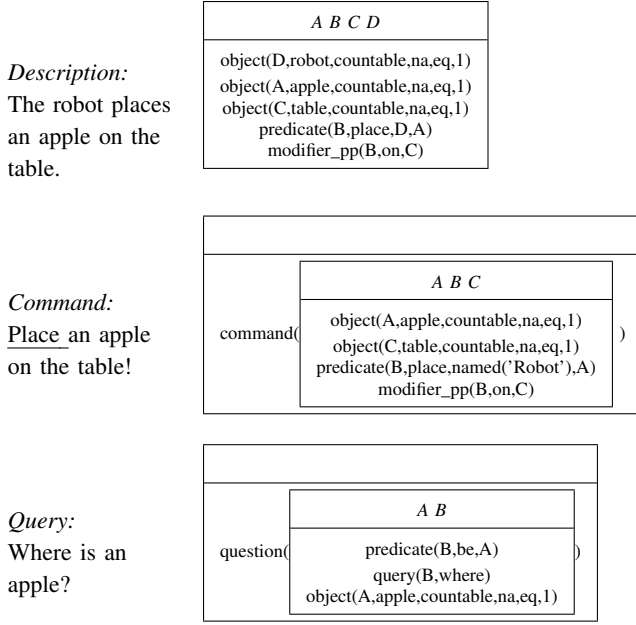 Description:
The robot places
an apple on the
table.
A B C D
object(D,robot,countable,na,eq,1)
object(A,apple,countable,na,eq,1)
object(C,table,countable,na,eq,1)
predicate(B,place,D,A)
modifier_pp(B,on,C)
Command:
Place an apple
on the table!
command(
A B C
object(A,apple,countable,na,eq,1)
object(C,table,countable,na,eq,1)
predicate(B,place,named('Robot'),A)
modifier_pp(B,on,C)
)
Query:
Where is an
apple?
question(
A B
predicate(B,be,A)
query(B,where)
object(A,apple,countable,na,eq,1)
)